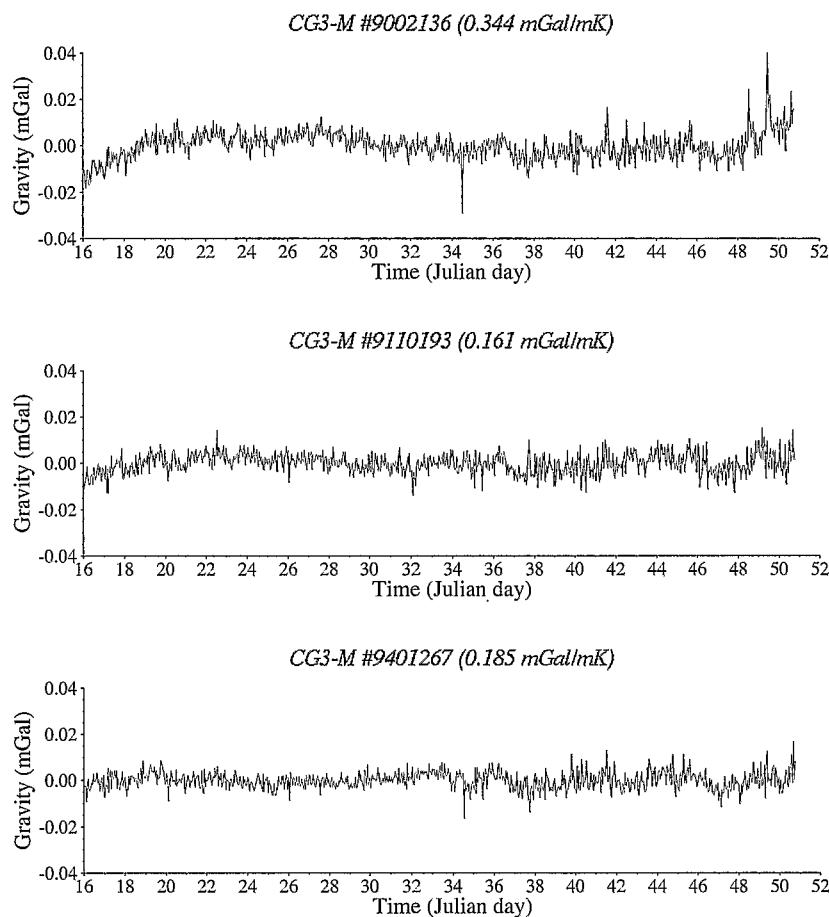 CG3-M #9002136 (0.344 mGal/mK)
Gravity (mGal)
0.04
0.02
0.00
-0.02
-0.04
16 18 20 22 24 26 28 30 32 34 36 38 40 42 44 46 48 50 52
Time (Julian day)
CG3-M #9110193 (0.161 mGal/mK)
Gravity (mGal)
0.04
0.02
0.00
-0.02
-0.04
16 18 20 22 24 26 28 30 32 34 36 38 40 42 44 46 48 50 52
Time (Julian day)
CG3-M #9401267 (0.185 mGal/mK)
Gravity (mGal)
0.04
0.02
0.00
-0.02
-0.04
16 18 20 22 24 26 28 30 32 34 36 38 40 42 44 46 48 50 52
Time (Julian day)